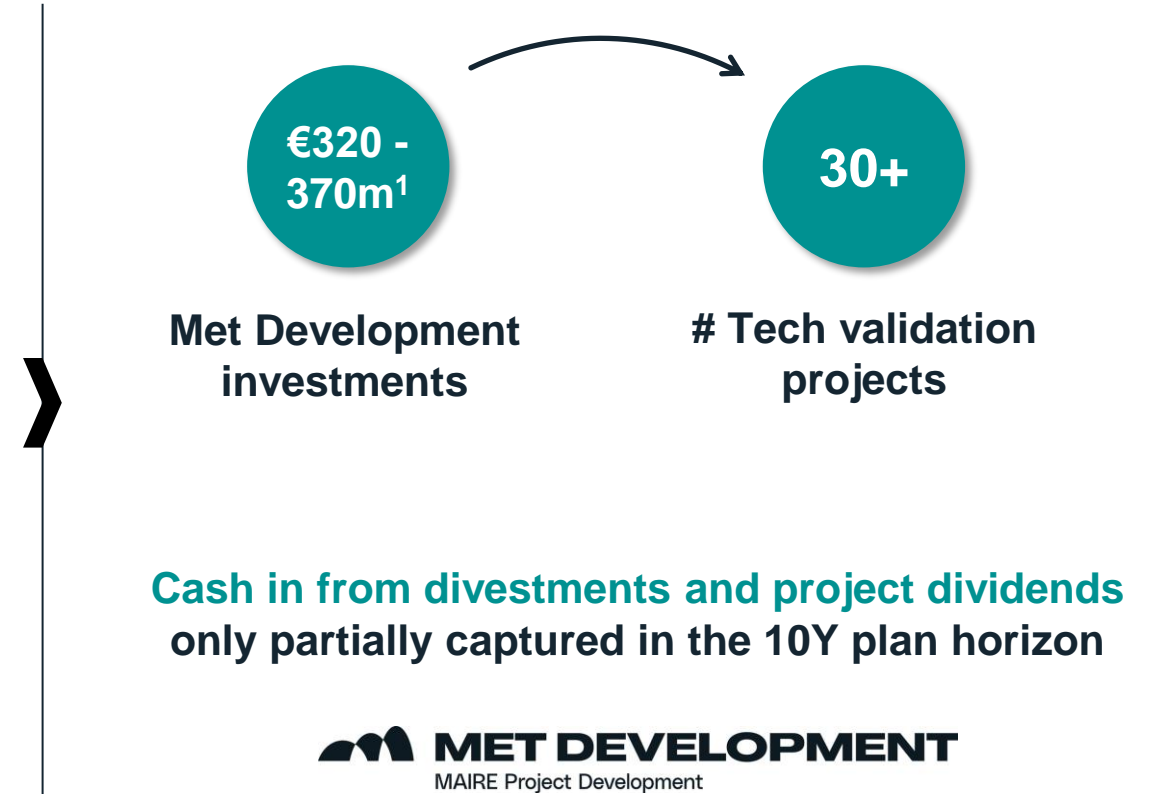 €320 -
370m¹
30+
Met Development
investments
# Tech validation
projects
Cash in from divestments and project dividends
only partially captured in the 10Y plan horizon
MET DEVELOPMENT
MAIRE Project Development